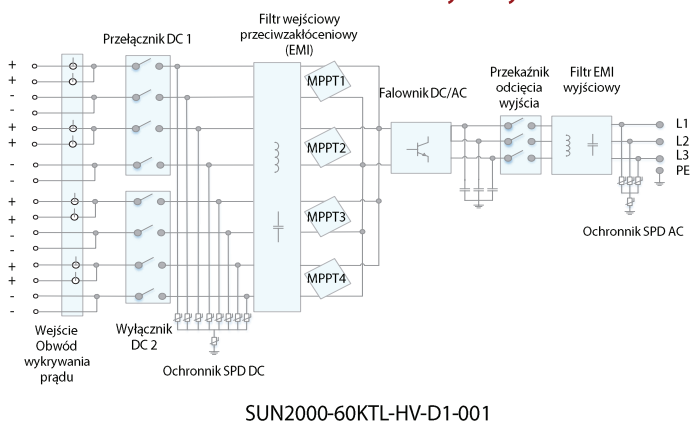 Filtr wejściowy
przeciwzakłóceniowy
(EMI)
Przełącznik DC 1
MPPT1
MPPT2
MPPT3
MPPT4
Falownik DC/AC
Przekaźnik
odcięcia
wyjścia
Filtr EMI
wyjściowy
L1
L2
L3
PE
+
+
-
-
+
+
-
-
+
+
-
-
+
+
-
-
Ochronnik SPD AC
Wejście
Obwód
wykrywania
prądu
Wyłącznik
DC 2
Ochronnik SPD DC
SUN2000-60KTL-HV-D1-001